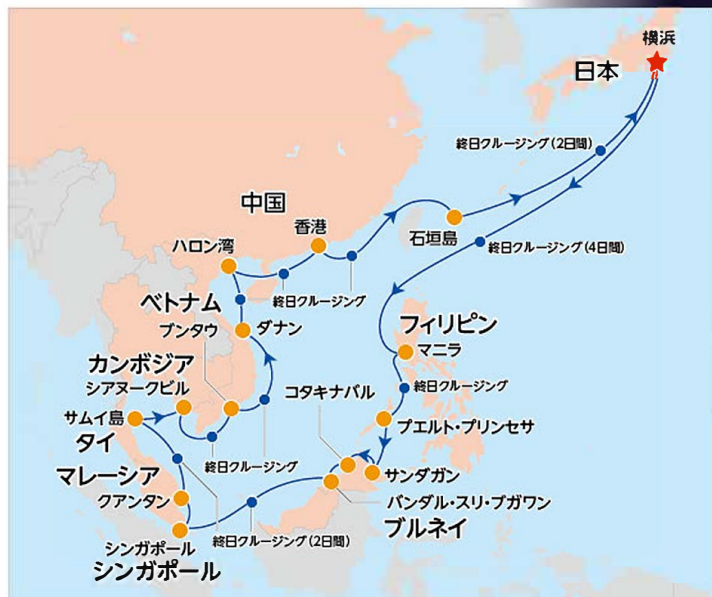 横浜
日本
終日クルージング(2日間)
中国
香港
石垣島
ハロン湾
終日クルージング(4日間)
終日クルージング
ベトナム
ブンタウ
ダナン
フィリピン
マニラ
カンボジア
シアヌークビル
コタキナバル
終日クルージング
サムイ島
タイ
プエルト・プリンセサ
終日クルージング
マレーシア
サンダガン
クアンタン
バンダル・スリ・ブガワン
ブルネイ
シンガポール
終日クルージング(2日間)
シンガポール